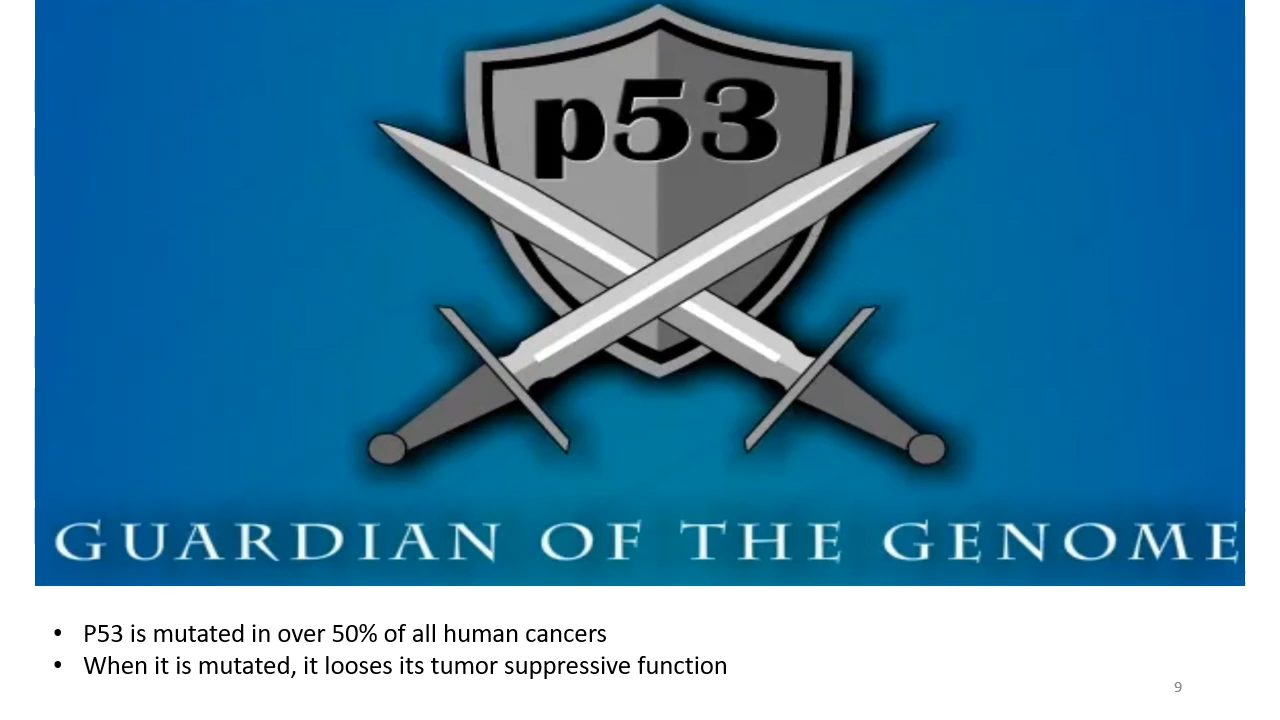 p53
GUARDIAN OF THE GENOME
• P53 is mutated in over 50% of all human cancers
• When it is mutated, it looses its tumor suppressive function
9